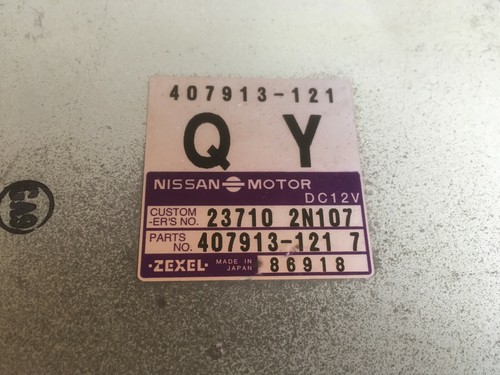 407913-121
Q Y
NISSAN MOTOR
DC12V
CUSTOM
-ER'S NO. 23710 2N107
PARTS
NO. 407913-121 7
·ZEXEL· MADE IN
JAPAN 86918